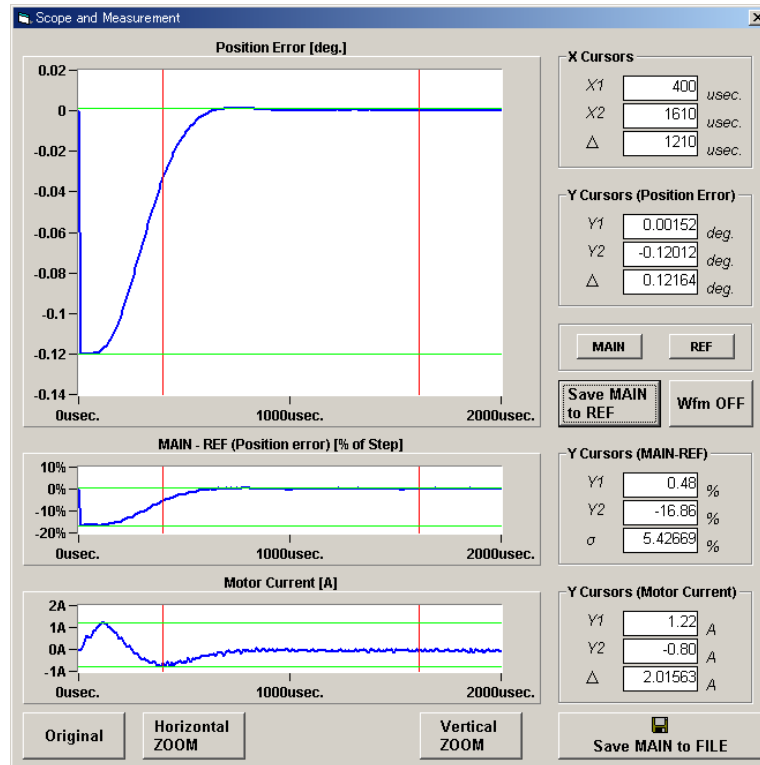 Scope and Measurement
Position Error [deg.]
0.02
0
-0.02
-0.04
-0.06
-0.08
-0.1
-0.12
-0.14
0usec. 1000usec. 2000usec.
MAIN - REF (Position error) [% of Step]
10%
0%
-10%
-20%
0usec. 1000usec. 2000usec.
Motor Current [A]
2A
1A
0A
-1A
0usec. 1000usec. 2000usec.
Original
Horizontal
ZOOM
Vertical
ZOOM
X Cursors
X1 400 usec.
X2 1610 usec.
△ 1210 usec.
Y Cursors (Position Error)
Y1 0.00152 deg.
Y2 -0.12012 deg.
△ 0.12164 deg.
MAIN REF
Save MAIN
to REF
Wfm OFF
Y Cursors (MAIN-REF)
Y1 0.48 %
Y2 -16.86 %
σ 5.42669 %
Y Cursors (Motor Current)
Y1 1.22 A
Y2 -0.80 A
△ 2.01563 A
Save MAIN to FILE